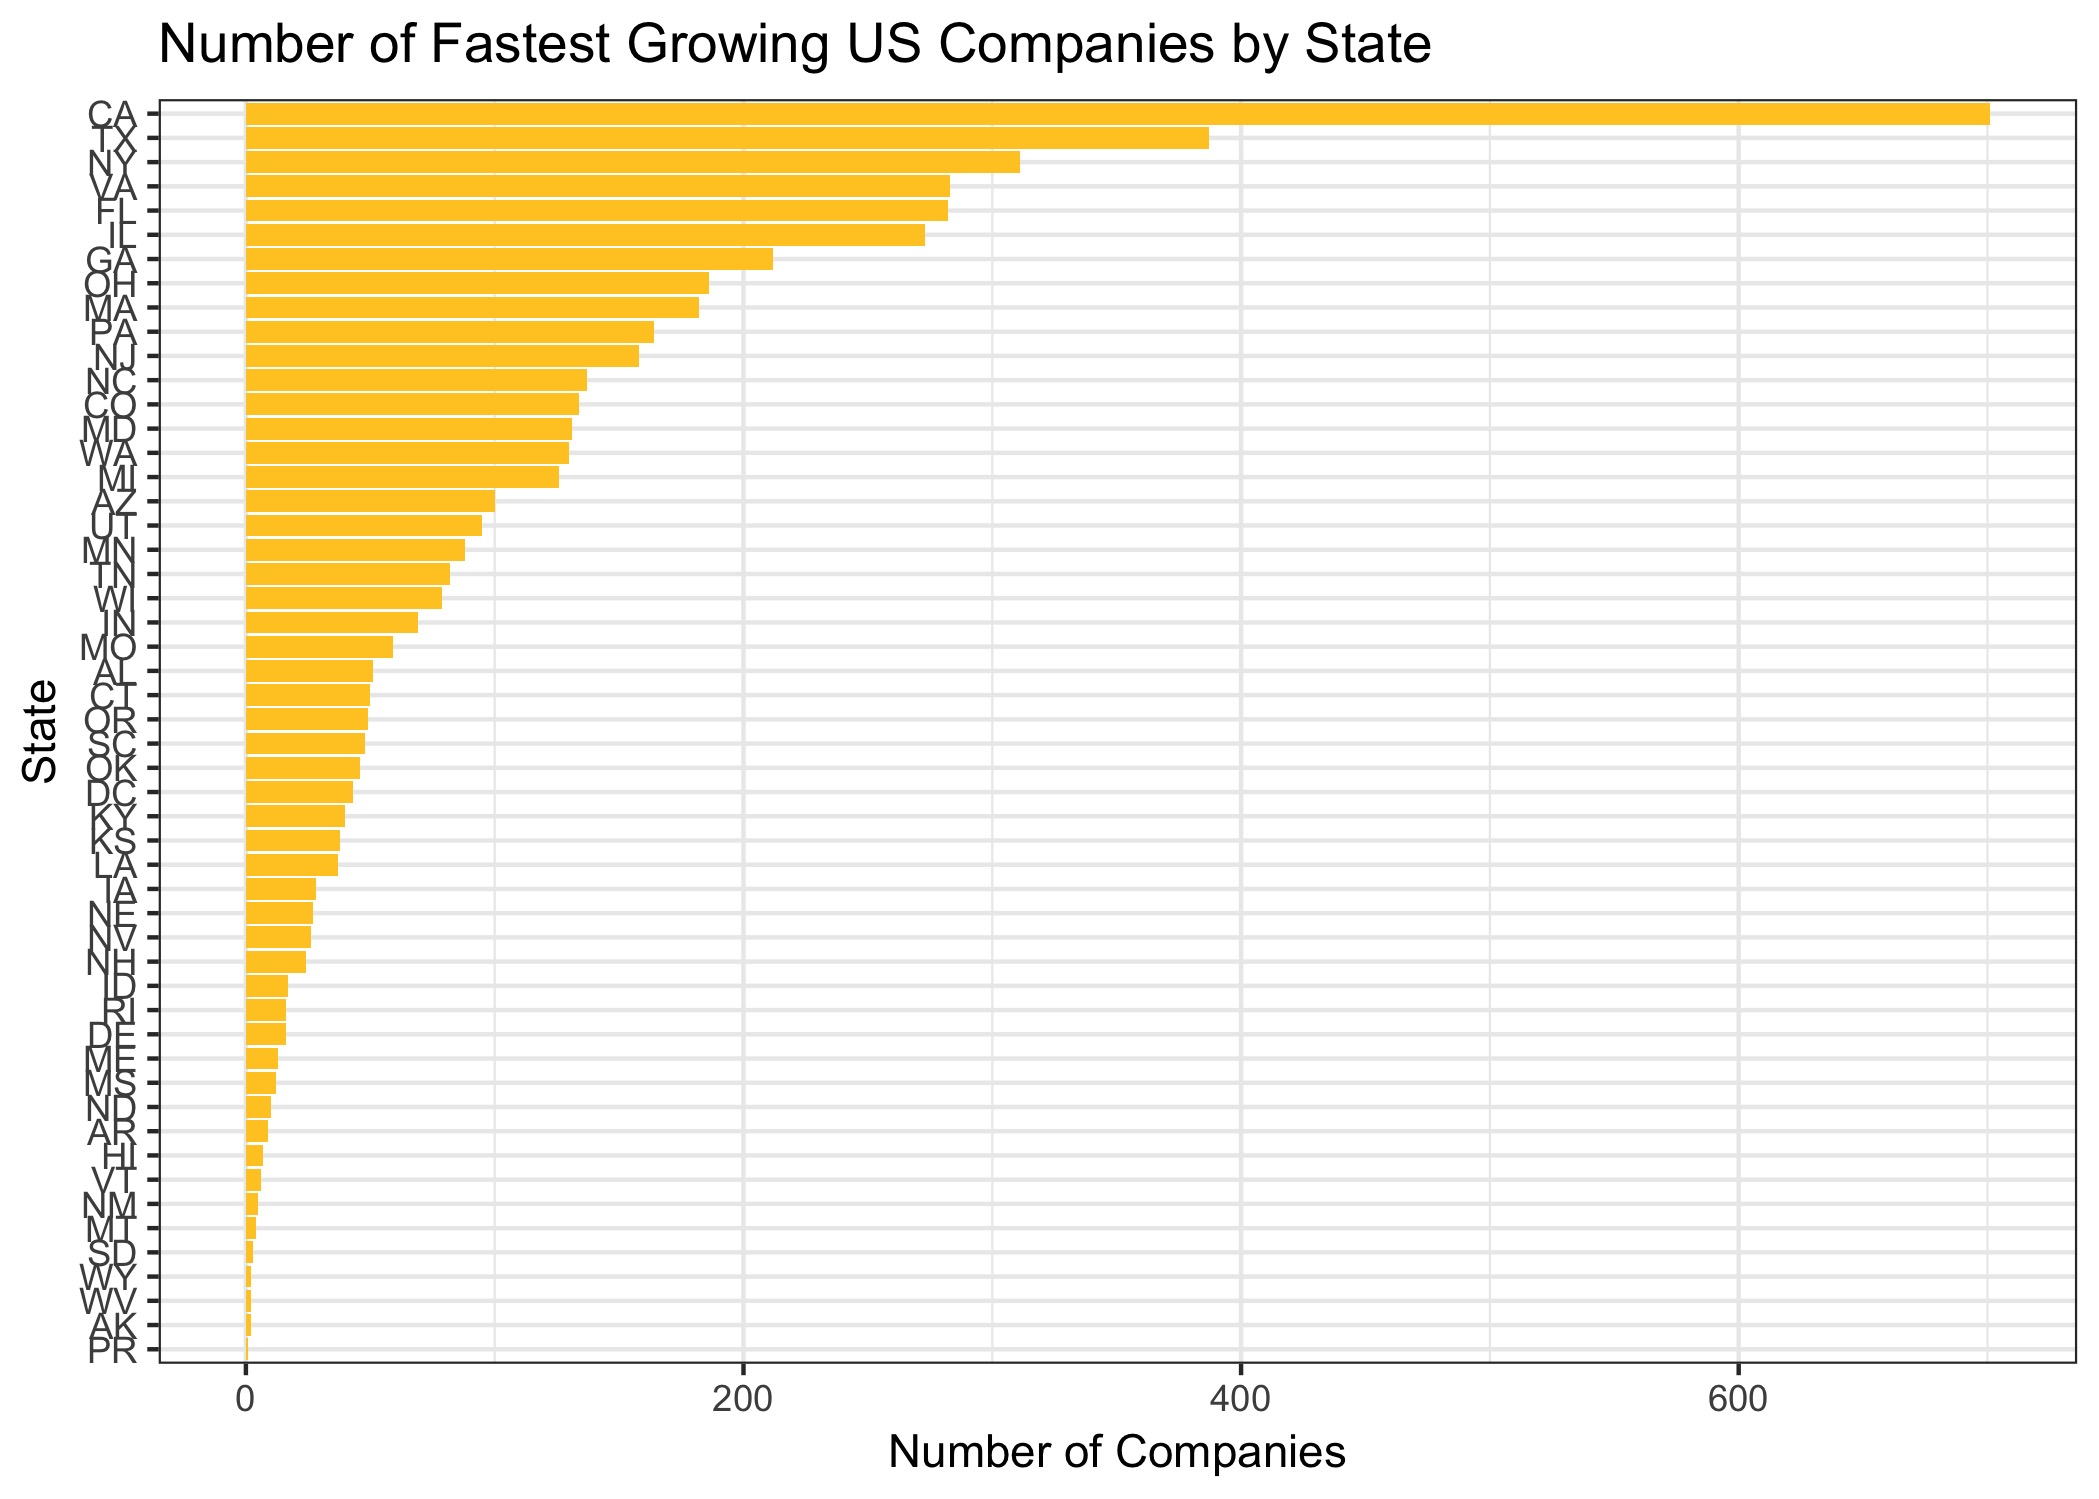 Number of Fastest Growing US Companies by State
CA
TX
NY
VA
FL
IL
GA
OH
MA
PA
NJ
NC
CO
MD
WA
MI
AZ
UT
MN
TN
WI
IN
MO
AL
CT
OR
SC
OK
DC
KY
KS
LA
IA
NE
NV
NH
ID
RI
DE
ME
MS
ND
AR
HI
VT
NM
MT
SD
WY
WV
AK
PR
State
0 200 400 600
Number of Companies